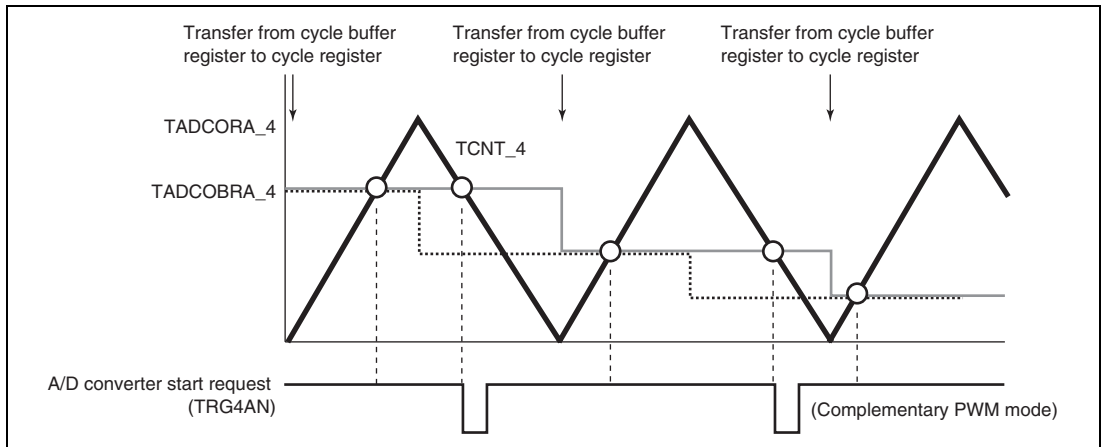 Transfer from cycle buffer
register to cycle register
Transfer from cycle buffer
register to cycle register
Transfer from cycle buffer
register to cycle register
TADCORA_4
TCNT_4
TADCOBRA_4
A/D converter start request
(TRG4AN)
(Complementary PWM mode)